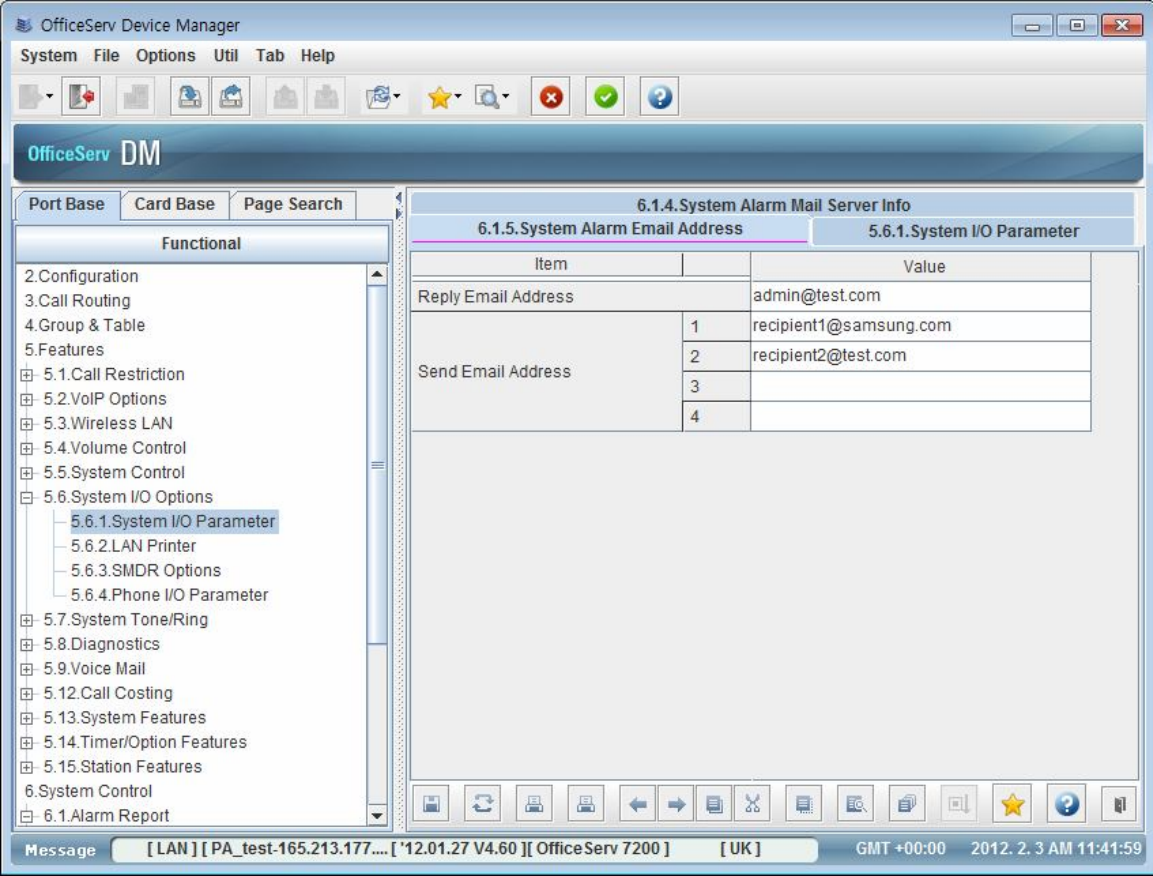 OfficeServ Device Manager
System File Options Util Tab Help
OfficeServ DM
Port Base Card Base Page Search
Functional
2.Configuration
3.Call Routing
4.Group & Table
5.Features
5.1.Call Restriction
5.2.VoIP Options
5.3.Wireless LAN
5.4.Volume Control
5.5.System Control
5.6.System I/O Options
5.6.1.System I/O Parameter
5.6.2.LAN Printer
5.6.3.SMDR Options
5.6.4.Phone I/O Parameter
5.7.System Tone/Ring
5.8.Diagnostics
5.9.Voice Mail
5.12.Call Costing
5.13.System Features
5.14.Timer/Option Features
5.15.Station Features
6.System Control
6.1.Alarm Report
6.1.4.System Alarm Mail Server Info
6.1.5.System Alarm Email Address 5.6.1.System I/O Parameter
Item Value
Reply Email Address admin@test.com
Send Email Address
1 recipient1@samsung.com
2 recipient2@test.com
3
4
Message [ LAN ] [ PA_test-165.213.177.... [ '12.01.27 V4.60 ][ OfficeServ 7200 ] [ UK ] GMT +00:00 2012. 2. 3 AM 11:41:59